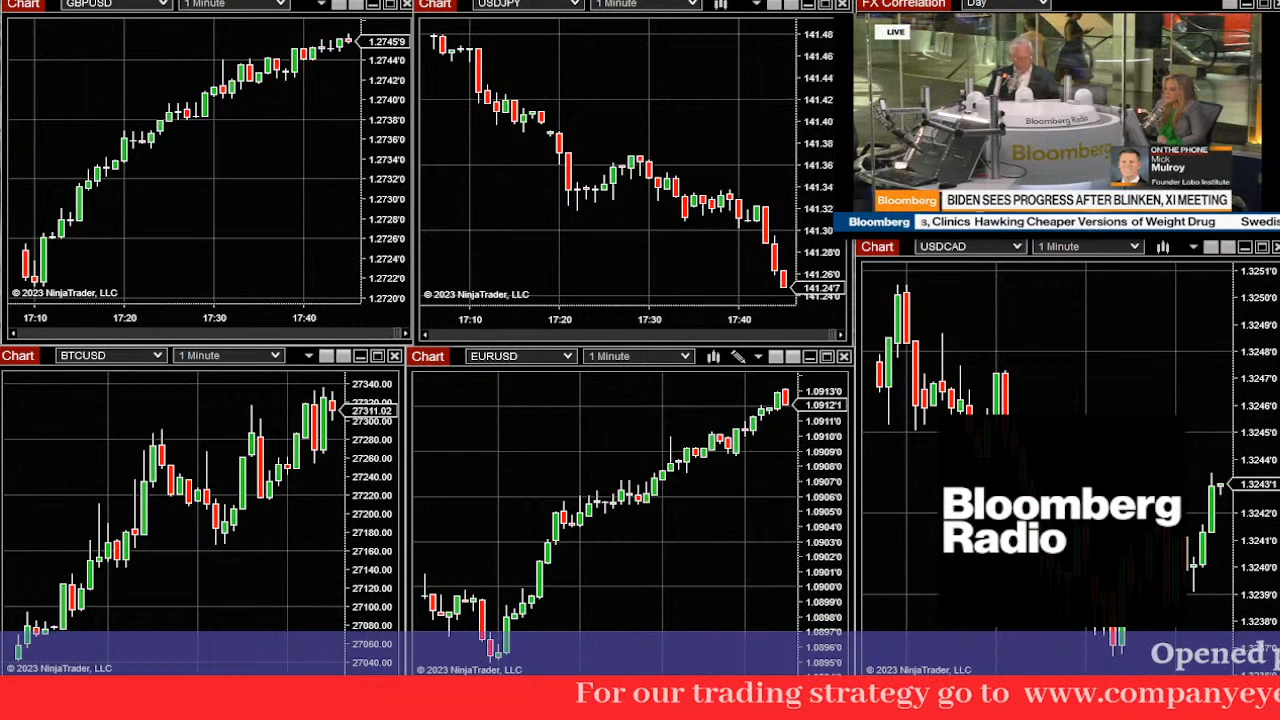 Chart GBPUSD 1 Minute
1.2745'9
1.2744'0
1.2742'0
1.2740'0
1.2738'0
1.2736'0
1.2734'0
1.2732'0
1.2730'0
1.2728'0
1.2726'0
1.2724'0
1.2722'0
1.2720'0
© 2023 NinjaTrader, LLC
17:10 17:20 17:30 17:40
Chart USDJPY 1 Minute
141.48
141.46
141.44
141.42
141.40
141.38
141.36
141.34
141.32
141.30
141.28'0
141.26'0
141.24'7
141.24'0
© 2023 NinjaTrader, LLC
17:10 17:20 17:30 17:40
FX Correlation Day
LIVE
Bloomberg Radio
Bloomberg
ON THE PHONE
Mick
Mulroy
Founder Lobo Institute
Bloomberg BIDEN SEES PROGRESS AFTER BLINKEN, XI MEETING
Bloomberg s, Clinics Hawking Cheaper Versions of Weight Drug Swedis
Chart BTCUSD 1 Minute
27340.00
27320.00
27311.02
27280.00
27260.00
27240.00
27220.00
27200.00
27180.00
27160.00
27140.00
27120.00
27100.00
27080.00
27060.00
27040.00
© 2023 NinjaTrader, LLC
Chart EURUSD 1 Minute
1.0913'0
1.0912'1
1.0911'0
1.0910'0
1.0909'0
1.0908'0
1.0907'0
1.0906'0
1.0905'0
1.0904'0
1.0903'0
1.0902'0
1.0901'0
1.0900'0
1.0899'0
1.0898'0
1.0897'0
1.0896'0
1.0895'0
© 2023 NinjaTrader, LLC
Chart USDCAD 1 Minute
1.3251'0
1.3250'0
1.3249'0
1.3248'0
1.3247'0
1.3246'0
1.3245'0
1.3244'0
1.3243'1
1.3242'0
1.3241'0
1.3240'0
1.3239'0
1.3238'0
Bloomberg
Radio
© 2023 NinjaTrader, LLC
Opened p
For our trading strategy go to www.companyeye